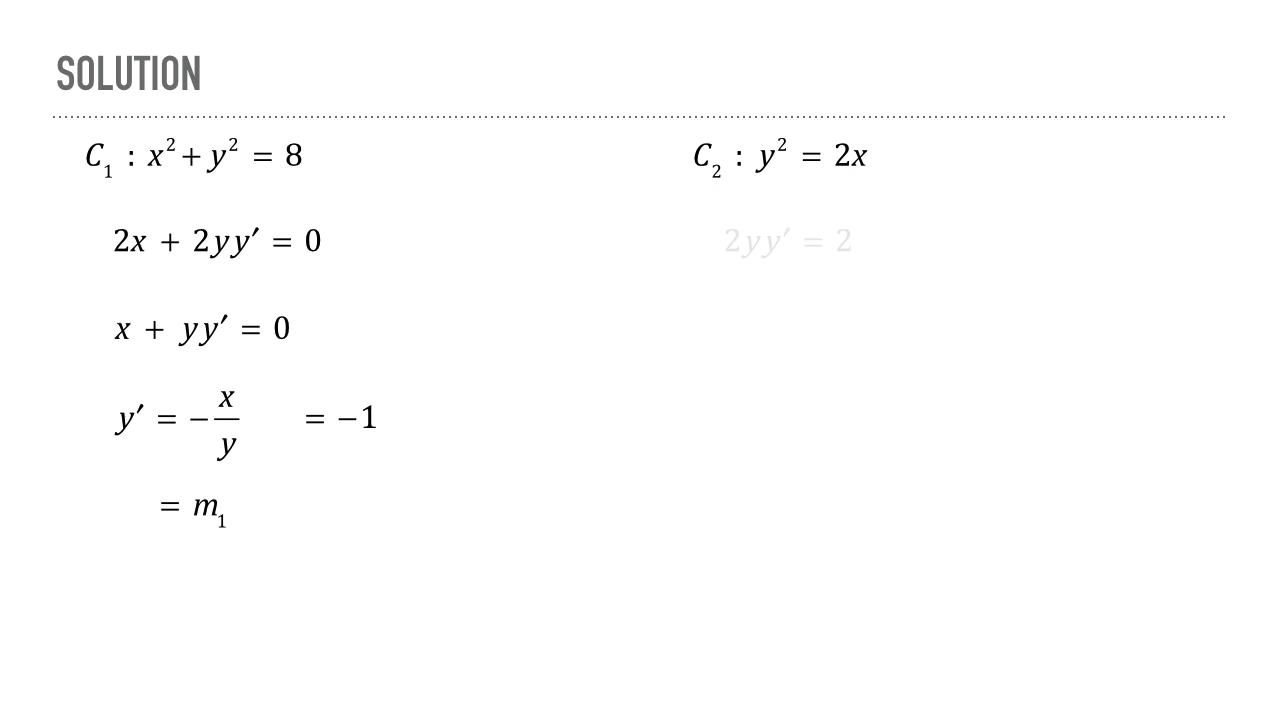 SOLUTION
C₁ : x² + y² = 8
2x + 2yy′ = 0
x + yy′ = 0
y′ = −x/y = −1
= m₁
C₂ : y² = 2x
2yy′ = 2